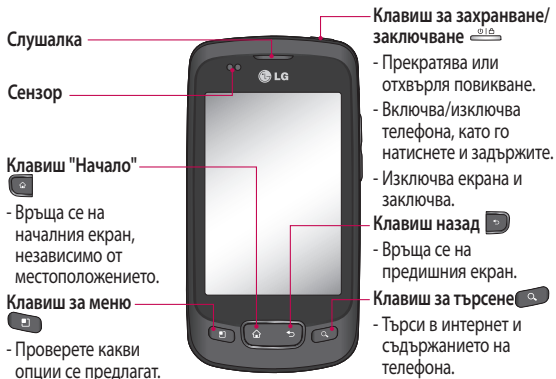 Слушалка
Сензор
Клавиш "Начало"
- Връща се на
началния екран,
независимо от
местоположението.
Клавиш за меню
- Проверете какви
опции се предлагат.
LG
Клавиш за захранване/
заключване
- Прекратява или
отхвърля повикване.
- Включва/изключва
телефона, като го
натиснете и задържите.
- Изключва екрана и
заключва.
Клавиш назад
- Връща се на
предишния екран.
Клавиш за търсене
- Търси в интернет и
съдържанието на
телефона.